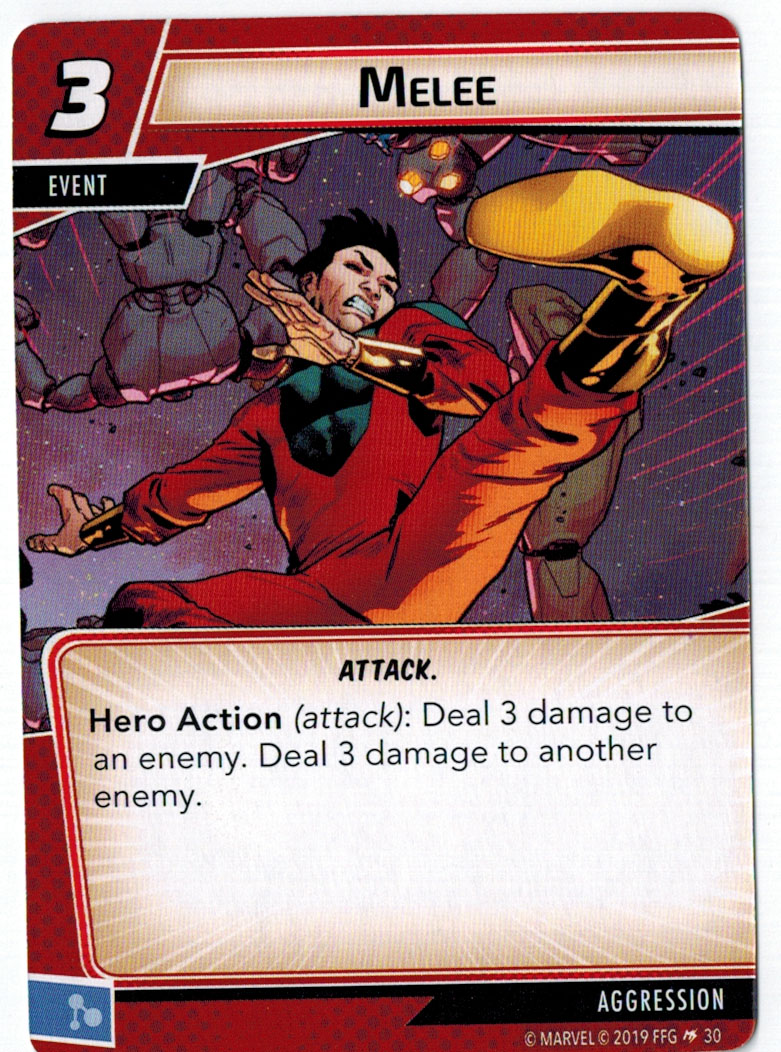 3
MELEE
EVENT
ATTACK.
Hero Action (attack): Deal 3 damage to
an enemy. Deal 3 damage to another
enemy.
AGGRESSION
© MARVEL © 2019 FFG 30